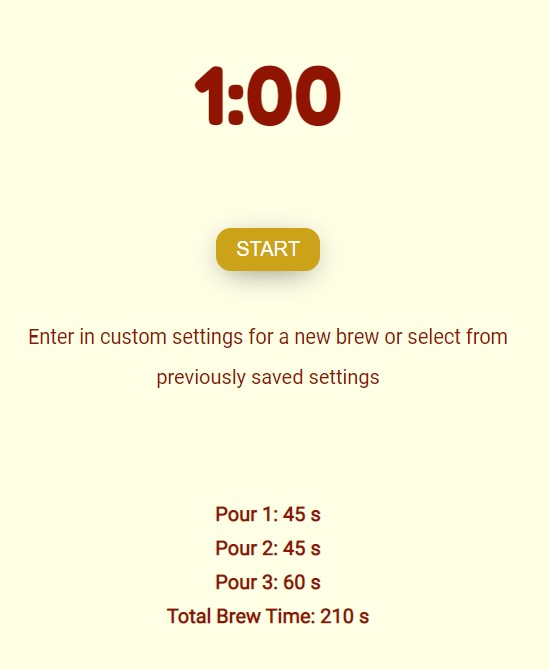 1:00
START
Enter in custom settings for a new brew or select from
previously saved settings
Pour 1: 45 s
Pour 2: 45 s
Pour 3: 60 s
Total Brew Time: 210 s